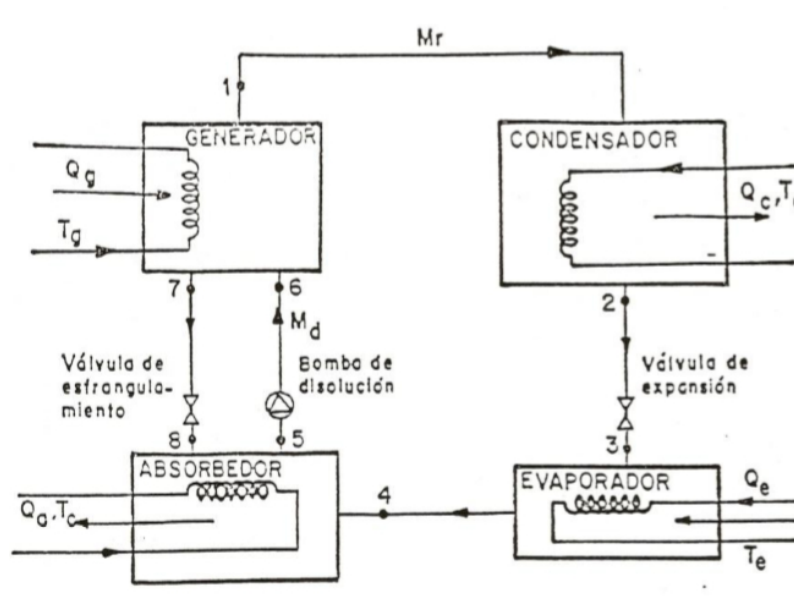 Mr
1
GENERADOR
CONDENSADOR
Qg
Tg
Qc,T
7
6
Md
2
Válvula de
estrangula-
miento
Bomba de
disolución
Válvula de
expansión
8
5
3
ABSORBEDOR
EVAPORADOR
4
Qe
Qa,Tc
Te